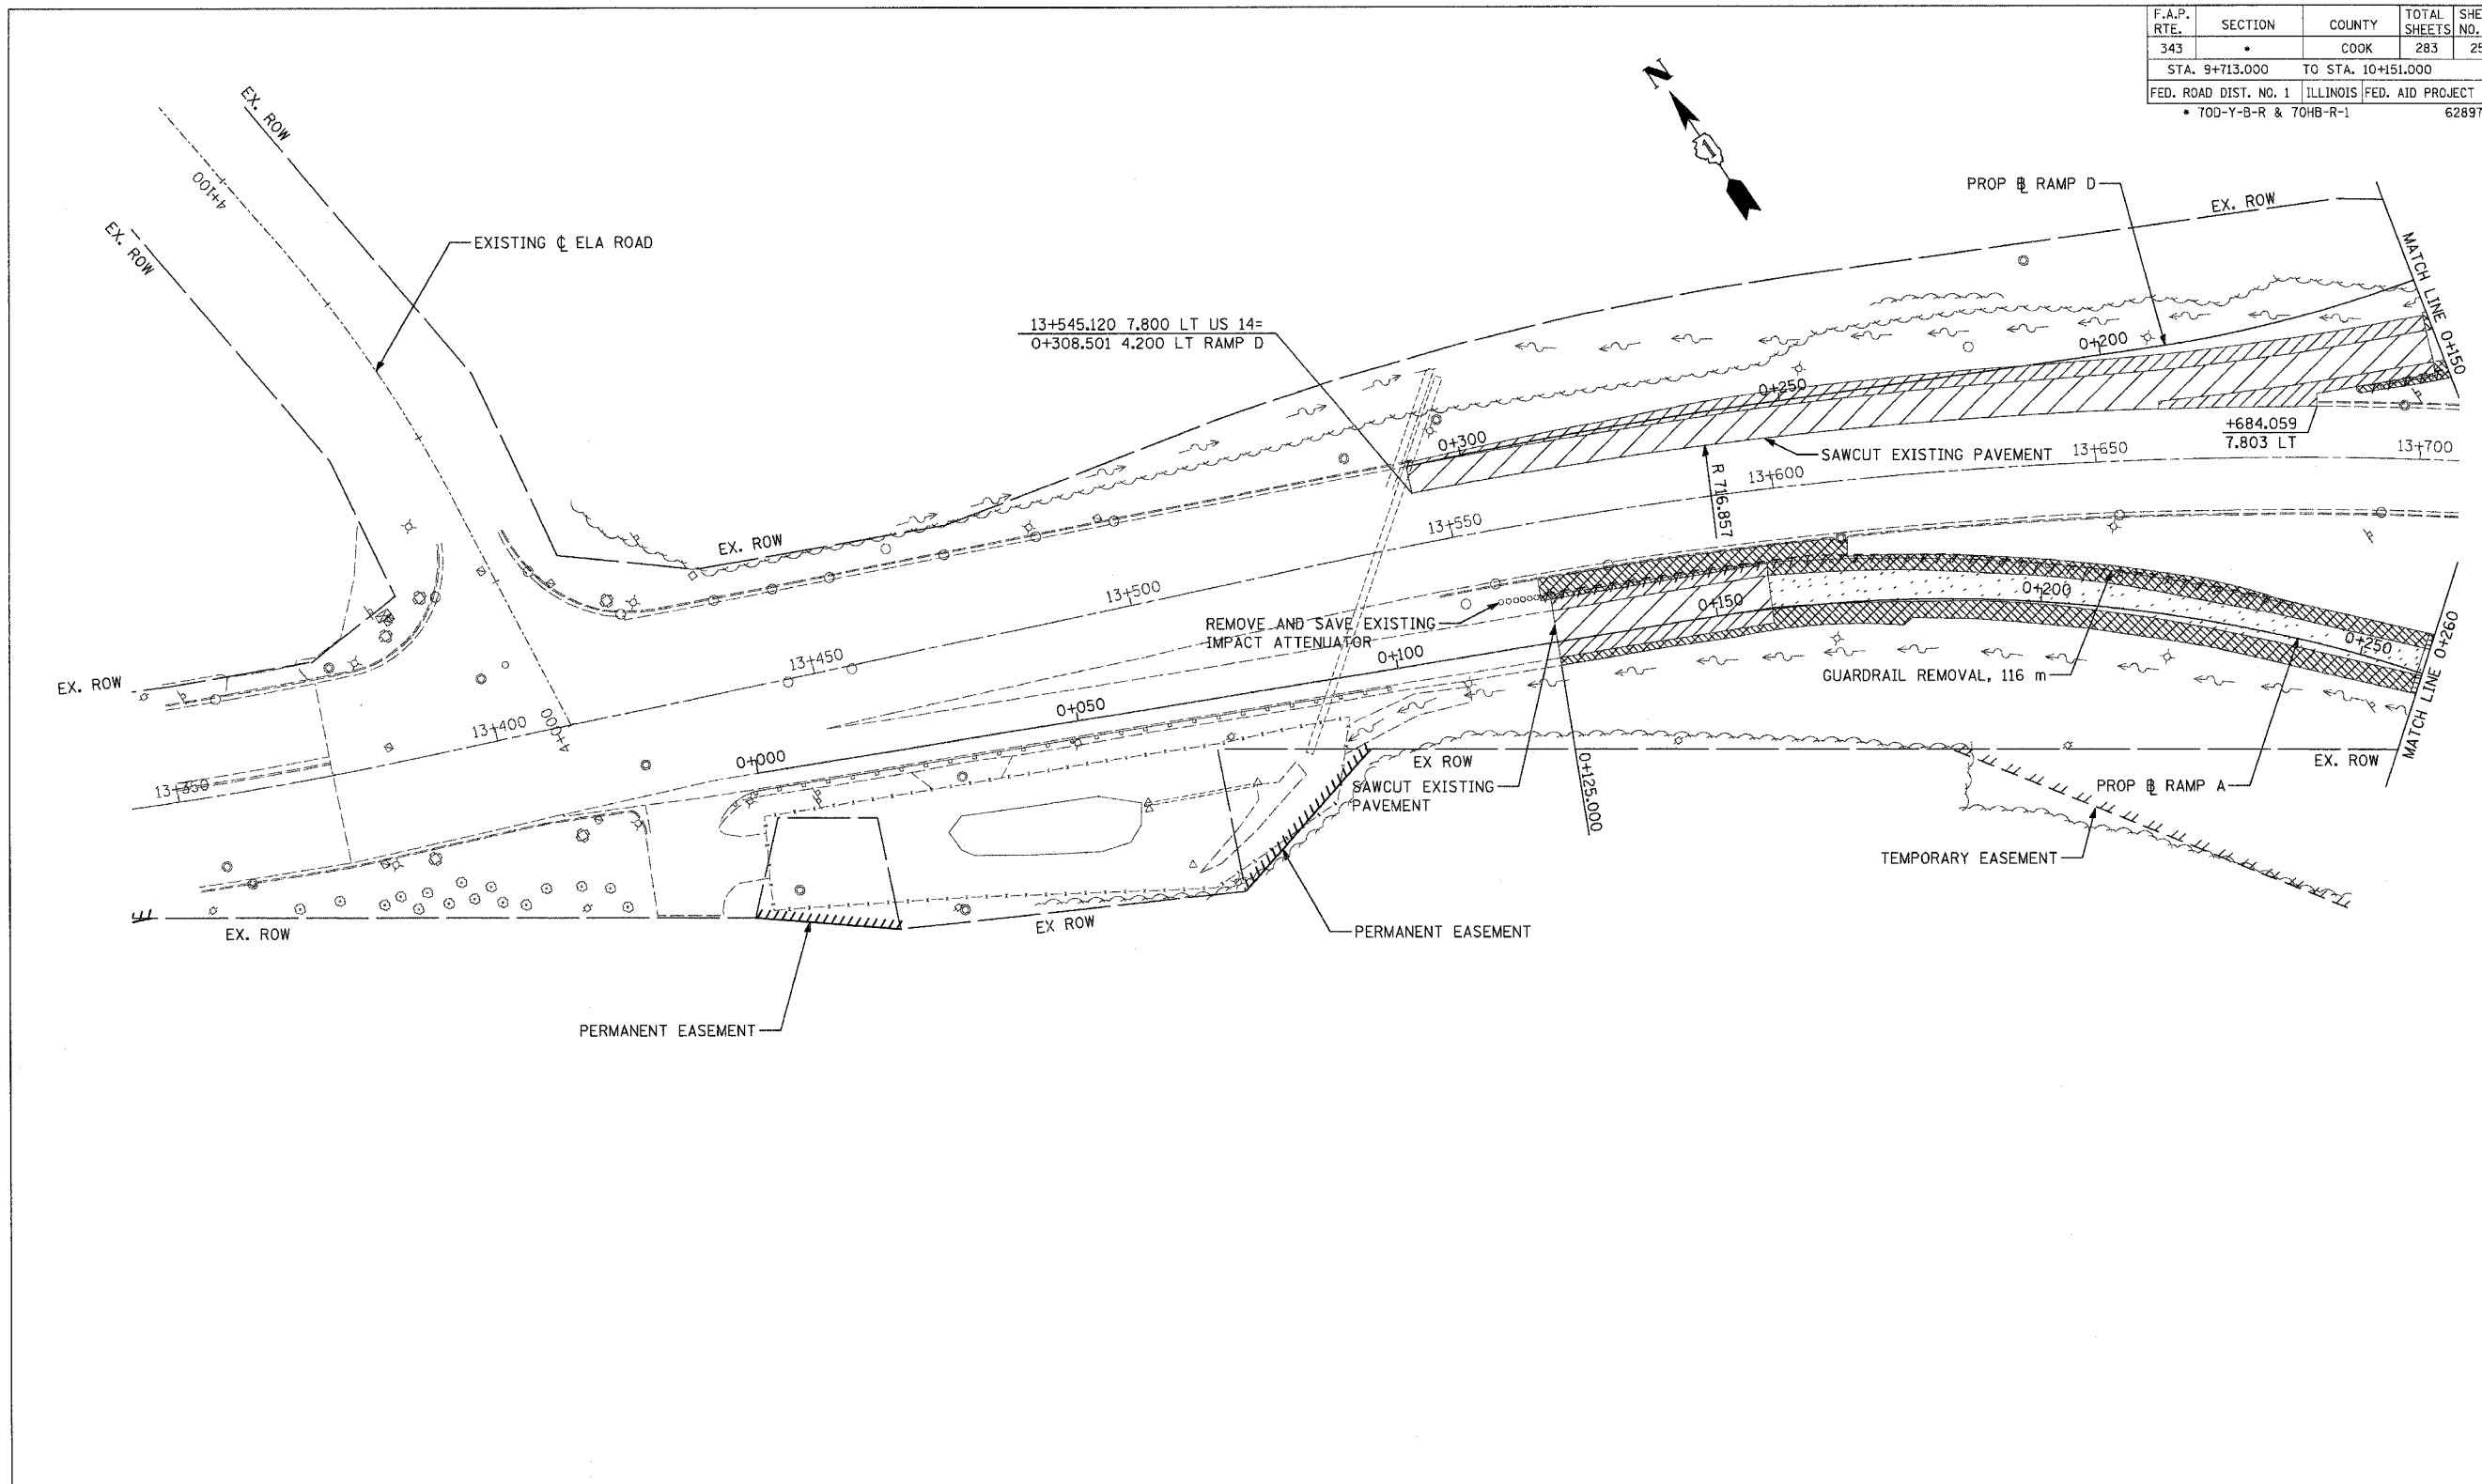 F.A.P. RTE. SECTION COUNTY TOTAL SHEETS
343 * COOK 283
STA. 9+713.000 TO STA. 10+151.000
FED. ROAD DIST. NO. 1 ILLINOIS FED. AID PROJECT
* 70D-Y-B-R & 70HB-R-1 62897
N
1
EX. ROW
4+100
EX. ROW
EXISTING ℄ ELA ROAD
PROP B̲L RAMP D
EX. ROW
MATCH LINE 0+150
13+545.120 7.800 LT US 14=
0+308.501 4.200 LT RAMP D
0+200
0+250
0+300
+684.059
7.803 LT
SAWCUT EXISTING PAVEMENT
13+650
13+700
R 716.857
13+600
13+550
EX. ROW
13+500
REMOVE AND SAVE EXISTING
IMPACT ATTENUATOR
0+150
0+200
0+250
MATCH LINE 0+260
13+450
0+100
GUARDRAIL REMOVAL, 116 m
EX. ROW
0+050
13+400
4+000
0+000
13+350
EX ROW
SAWCUT EXISTING
PAVEMENT
0+125.000
EX. ROW
PROP B̲L RAMP A
TEMPORARY EASEMENT
EX. ROW
EX ROW
PERMANENT EASEMENT
PERMANENT EASEMENT